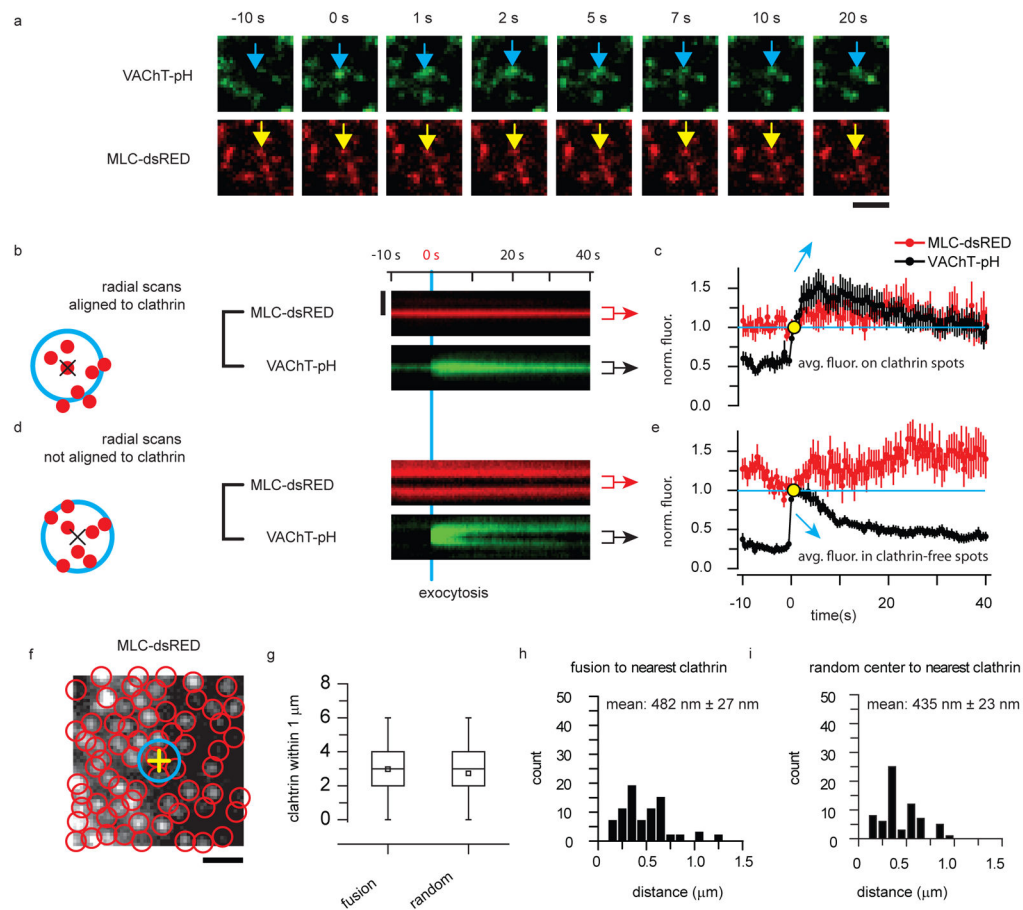 a
-10 s 0 s 1 s 2 s 5 s 7 s 10 s 20 s
VAChT-pH
MLC-dsRED
b
radial scans
aligned to clathrin
-10 s 0 s 20 s 40 s
MLC-dsRED
VAChT-pH
c
MLC-dsRED
VAChT-pH
norm. fluor.
1.5
1.0
0.5
0.0
avg. fluor. on clathrin spots
d
radial scans
not aligned to clathrin
MLC-dsRED
VAChT-pH
exocytosis
e
norm. fluor.
1.5
1.0
0.5
0.0
avg. fluor. in clathrin-free spots
-10 0 20 40
time(s)
f
MLC-dsRED
g
clahtrin within 1 μm
8
6
4
2
0
fusion
random
h
fusion to nearest clathrin
mean: 482 nm ± 27 nm
count
50
40
30
20
10
0
0 0.5 1.0 1.5
distance (μm)
i
random center to nearest clathrin
mean: 435 nm ± 23 nm
count
50
40
30
20
10
0
0 0.5 1.0 1.5
distance (μm)